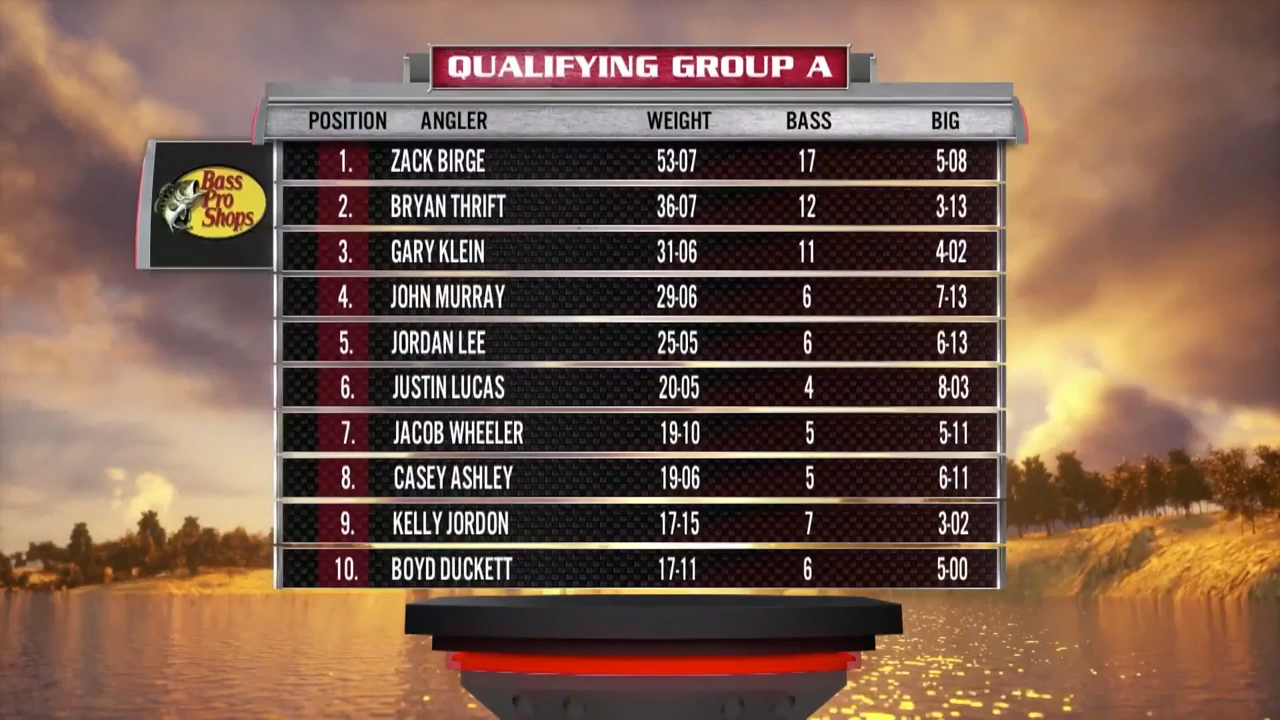 QUALIFYING GROUP A
POSITION ANGLER WEIGHT BASS BIG
1. ZACK BIRGE 53-07 17 5-08
Bass
Pro
Shops
2. BRYAN THRIFT 36-07 12 3-13
3. GARY KLEIN 31-06 11 4-02
4. JOHN MURRAY 29-06 6 7-13
5. JORDAN LEE 25-05 6 6-13
6. JUSTIN LUCAS 20-05 4 8-03
7. JACOB WHEELER 19-10 5 5-11
8. CASEY ASHLEY 19-06 5 6-11
9. KELLY JORDON 17-15 7 3-02
10. BOYD DUCKETT 17-11 6 5-00